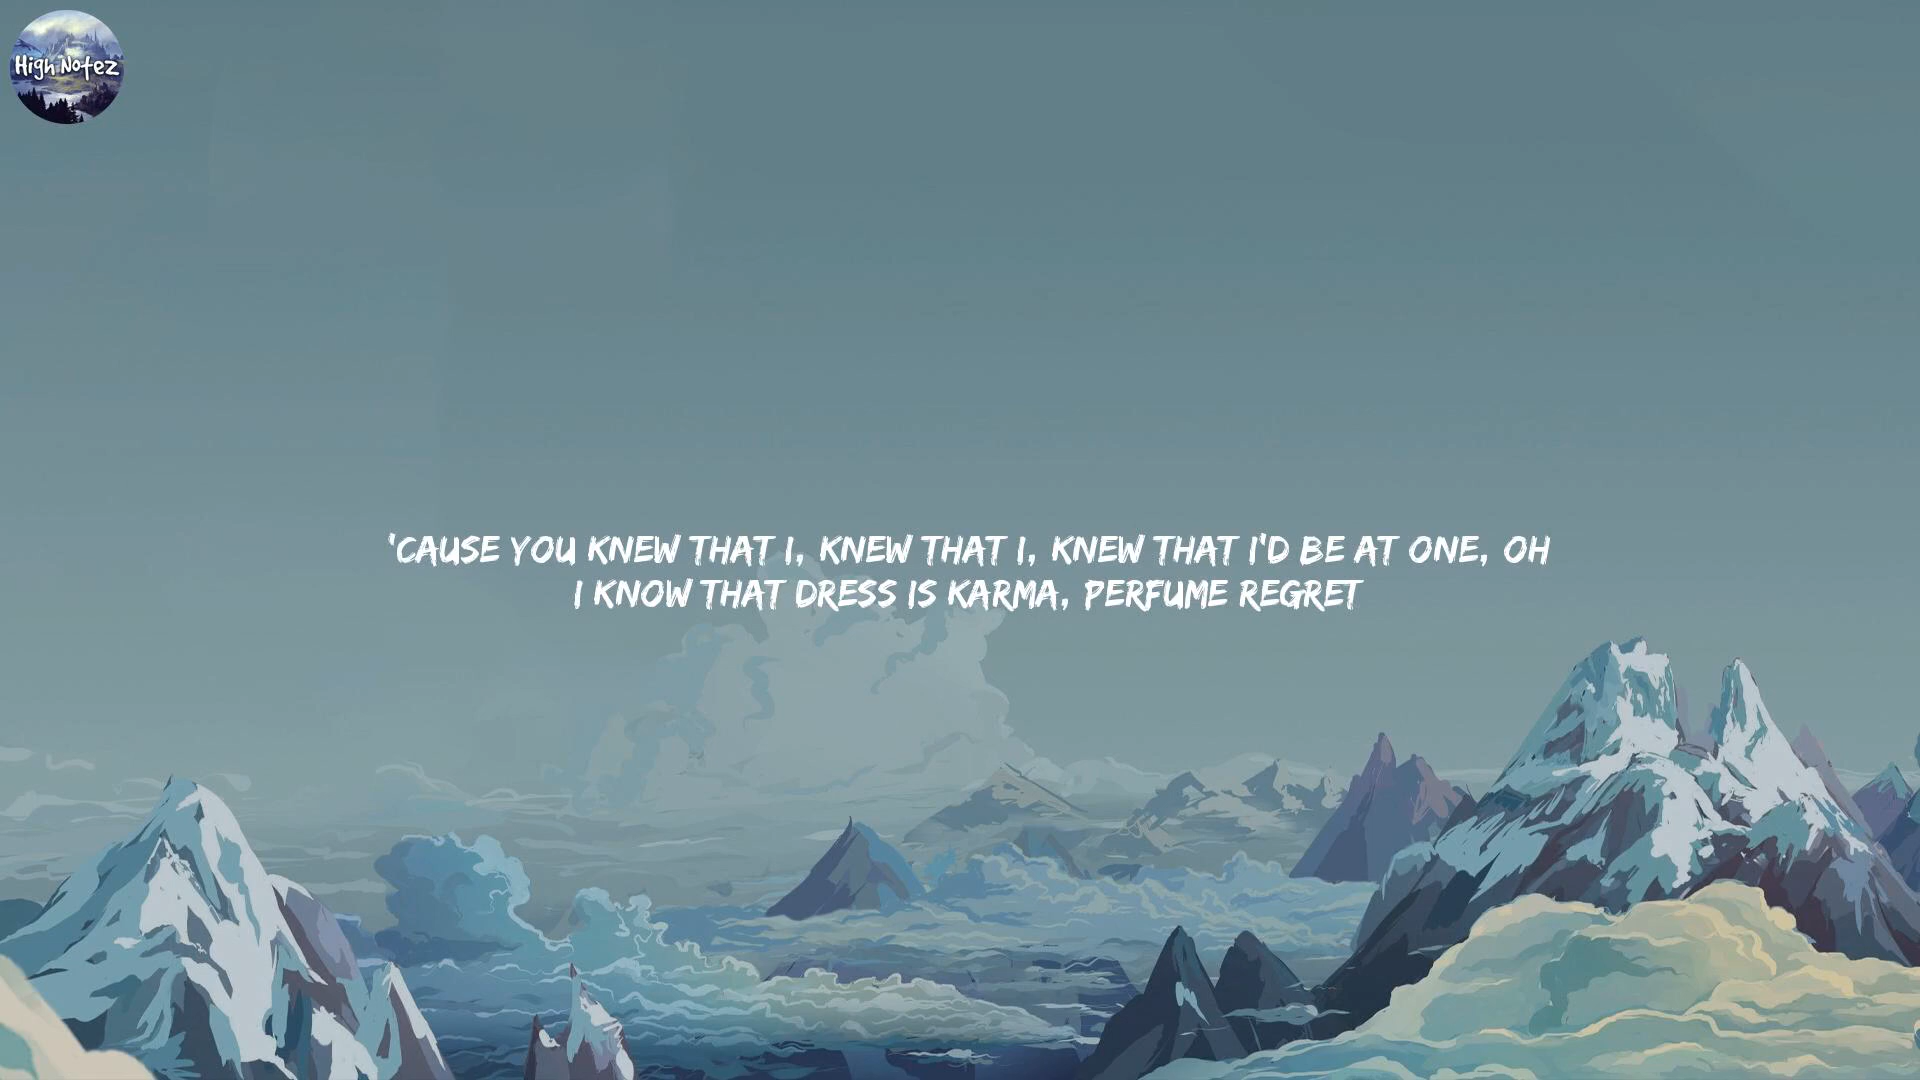 High Notez
'CAUSE YOU KNEW THAT I, KNEW THAT I, KNEW THAT I'D BE AT ONE, OH
I KNOW THAT DRESS IS KARMA, PERFUME REGRET